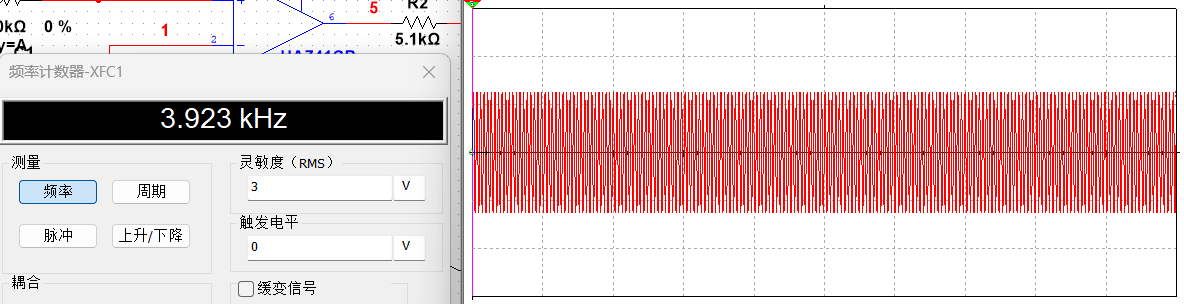 R2
5.1kΩ
5
6
0kΩ 0 %
1
2
频率计数器-XFC1
3.923 kHz
测量
频率
周期
脉冲
上升/下降
耦合
灵敏度（RMS）
3 V
触发电平
0 V
缓变信号